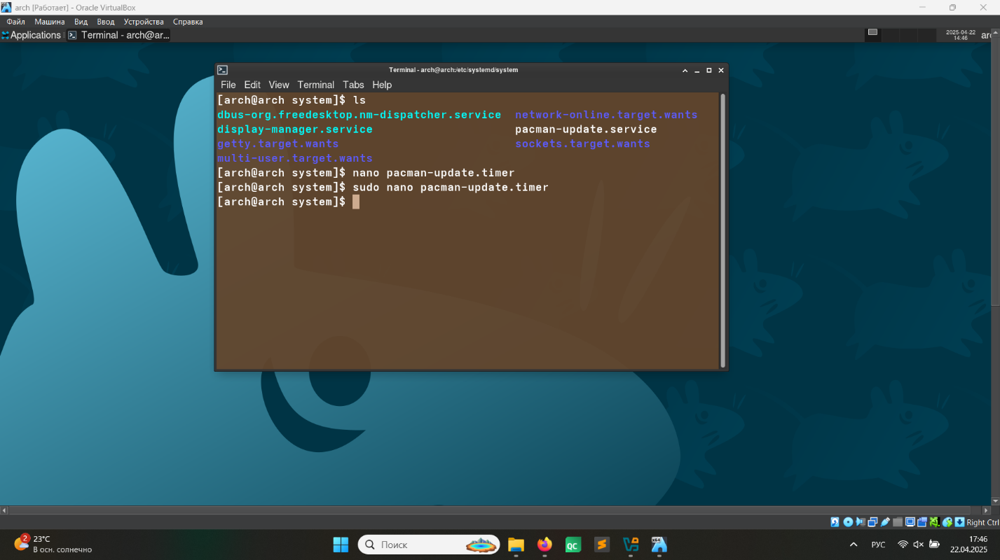 arch [Работает] - Oracle VirtualBox
Файл Машина Вид Ввод Устройства Справка
Applications Terminal - arch@ar...
2025-04-22
14:46
Terminal - arch@arch:/etc/systemd/system
File Edit View Terminal Tabs Help
[arch@arch system]$ ls
dbus-org.freedesktop.nm-dispatcher.service network-online.target.wants
display-manager.service pacman-update.service
getty.target.wants sockets.target.wants
multi-user.target.wants
[arch@arch system]$ nano pacman-update.timer
[arch@arch system]$ sudo nano pacman-update.timer
[arch@arch system]$
Right Ctrl
2
23°C
В осн. солнечно
Поиск
QC
x64
РУС
17:46
22.04.2025